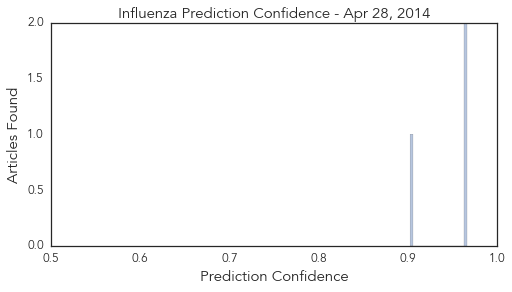 Influenza Prediction Confidence - Apr 28, 2014
2.0
1.5
Articles Found
1.0
0.5
0.0
0.5 0.6 0.7 0.8 0.9 1.0
Prediction Confidence